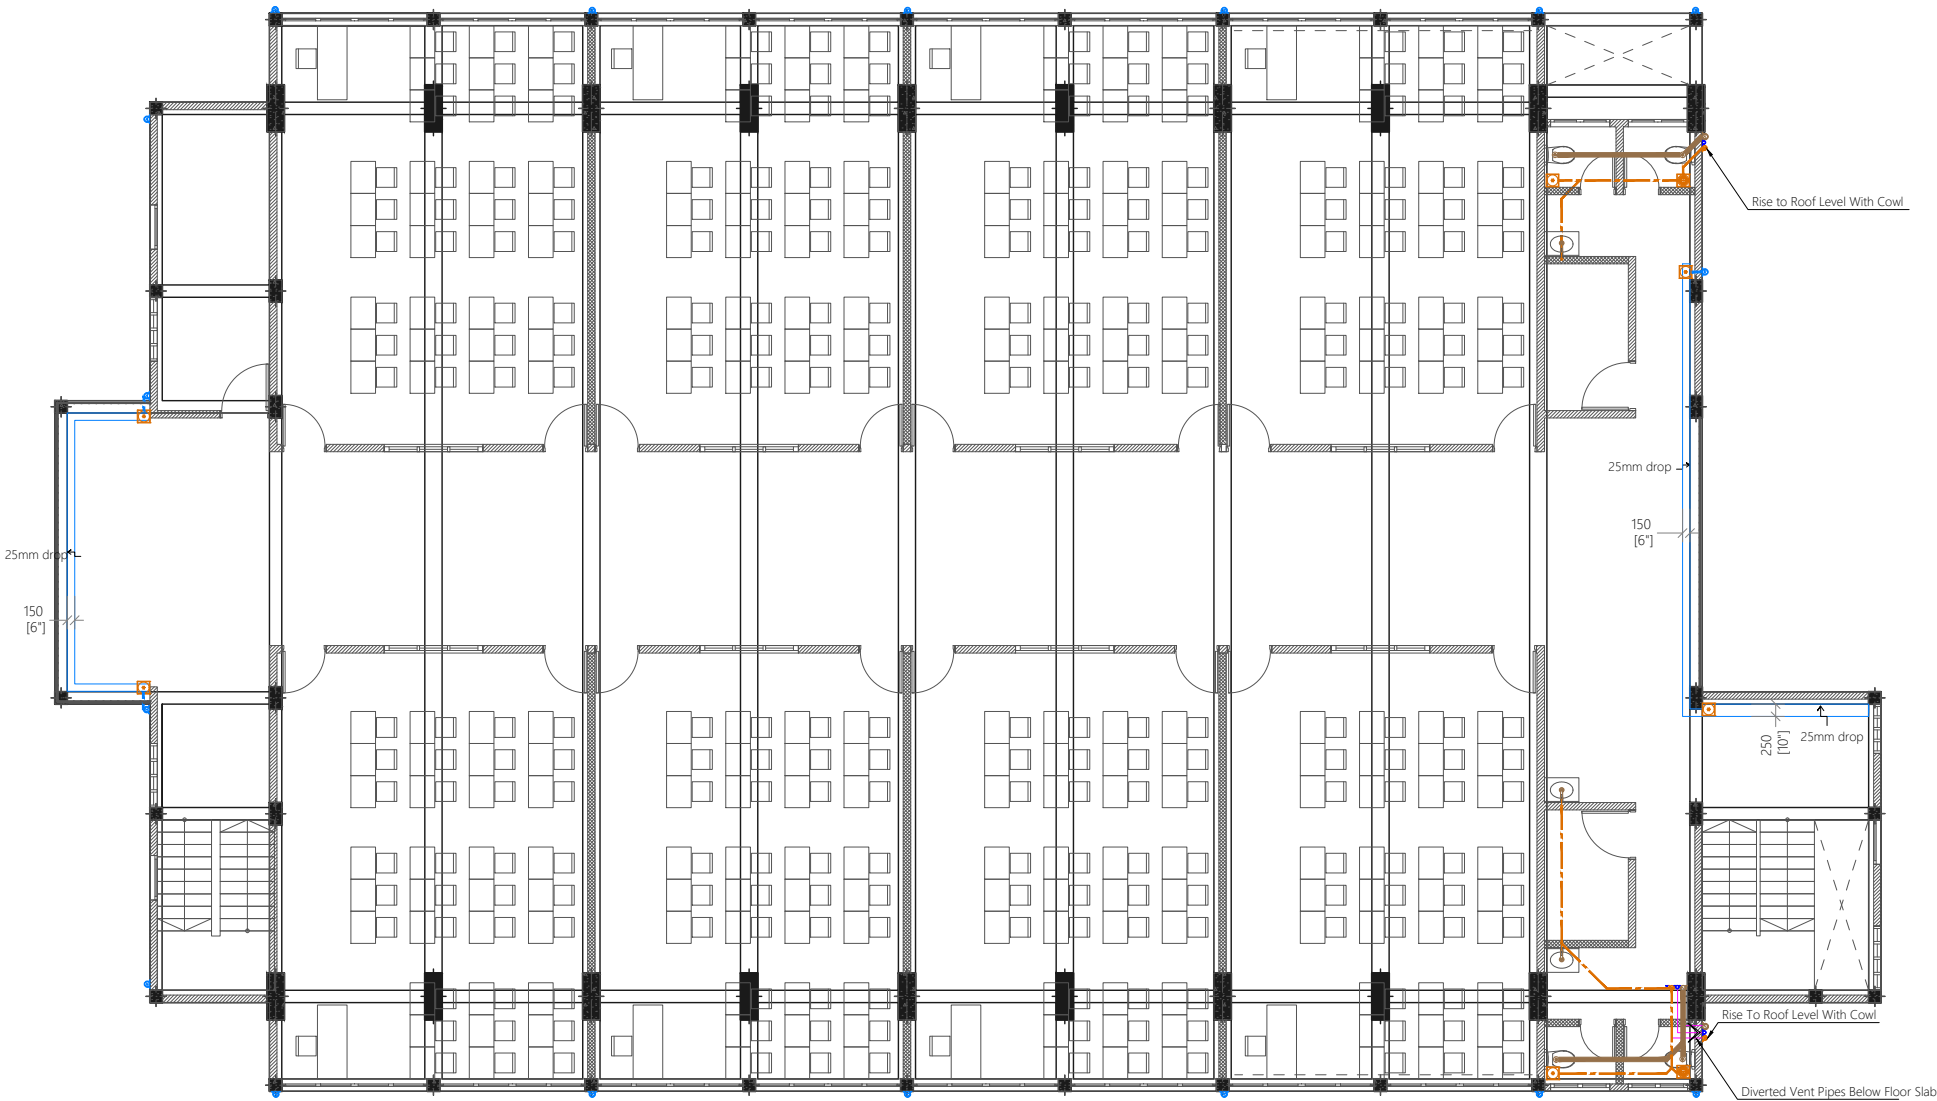 Rise to Roof Level With Cowl
25mm drop
150
[6"]
25mm drop
150
[6"]
250
[10"]
25mm drop
Rise To Roof Level With Cowl
Diverted Vent Pipes Below Floor Slab